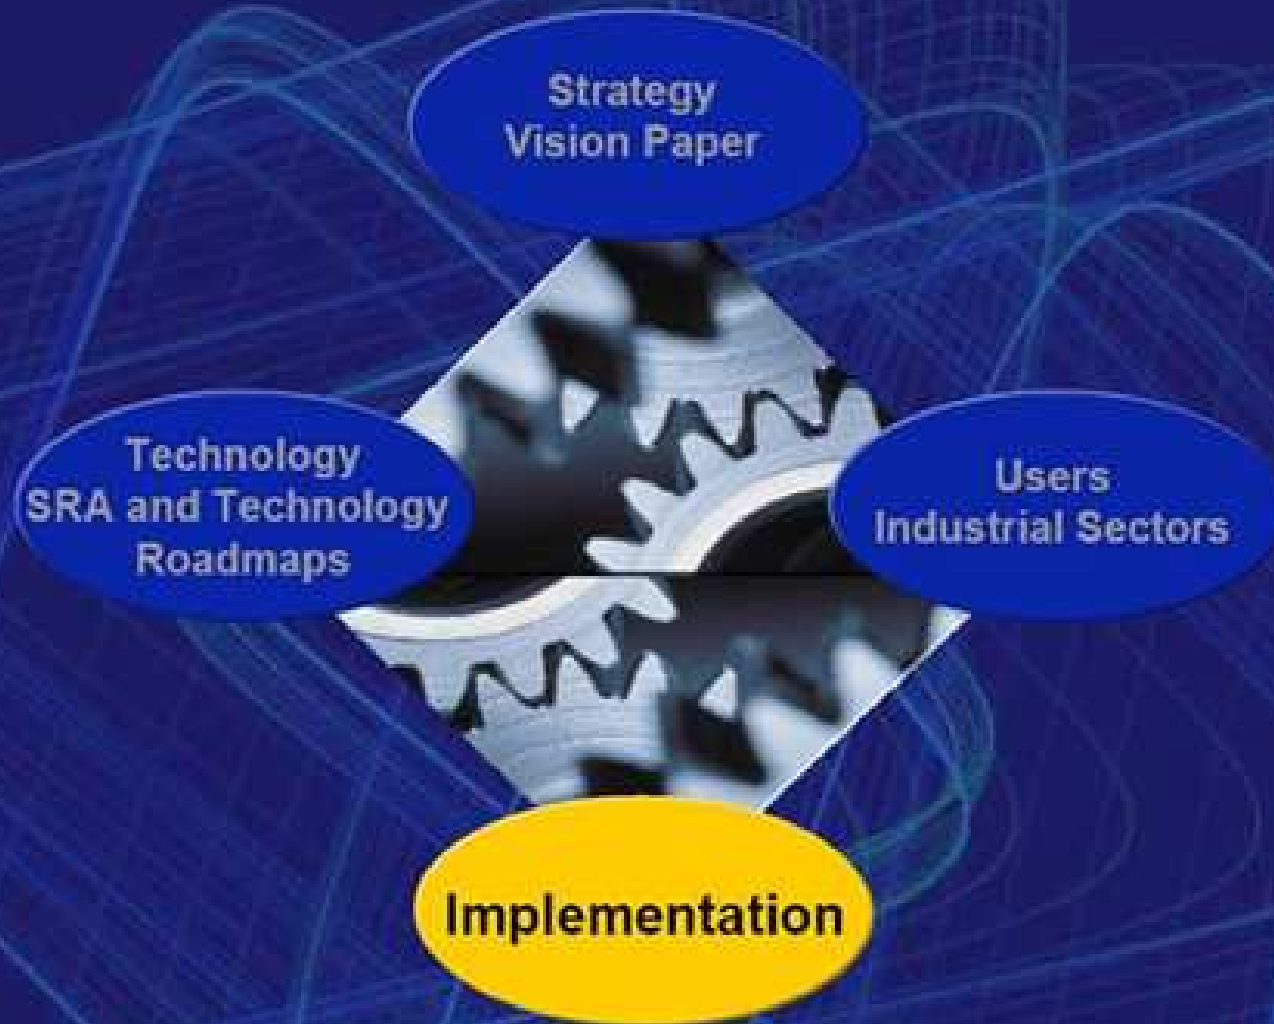 Strategy
Vision Paper
Technology
SRA and Technology
Roadmaps
Users
Industrial Sectors
Implementation